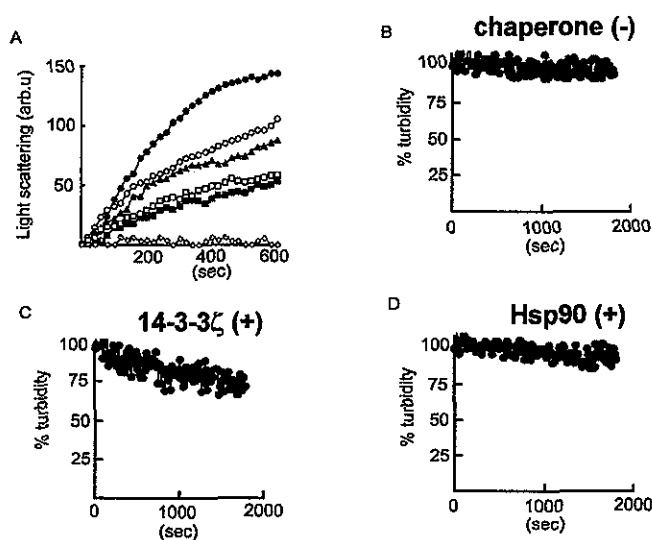 A
Light scattering (arb.u)
150
100
50
0
200
400
600
(sec)
B
chaperone (-)
% turbidity
100
75
50
25
0
1000
2000
(sec)
C
14-3-3ζ (+)
% turbidity
100
75
50
25
0
1000
2000
(sec)
D
Hsp90 (+)
% turbidity
100
75
50
25
0
1000
2000
(sec)